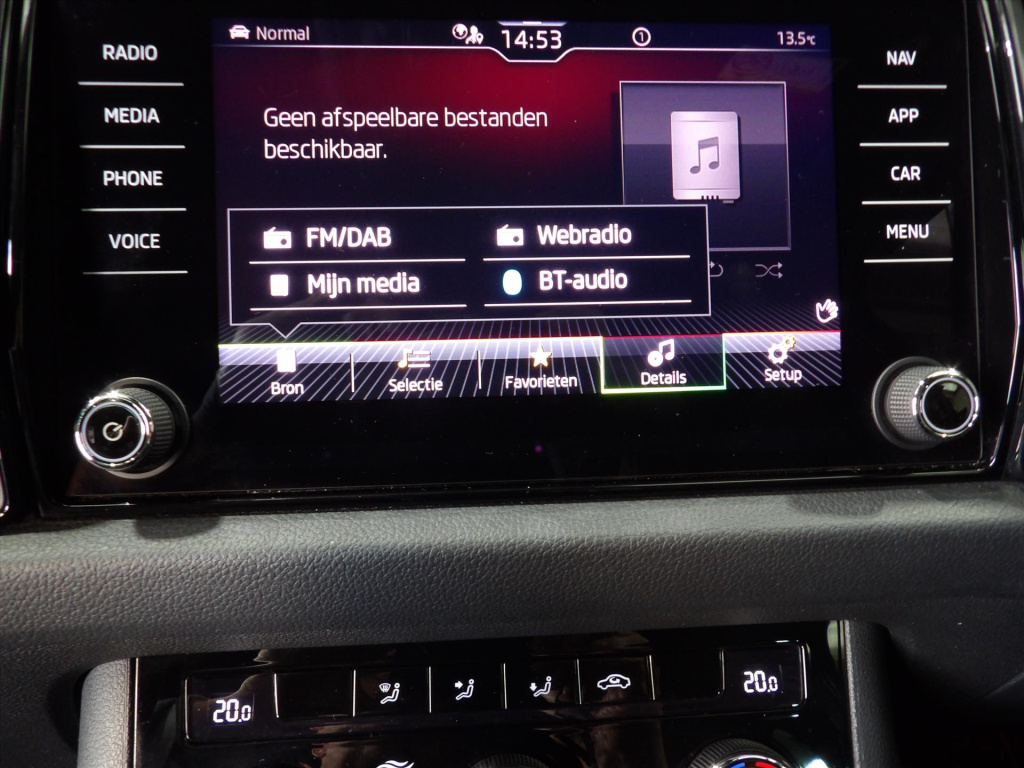 Normal
14:53
1
13.5°C
RADIO
MEDIA
PHONE
VOICE
NAV
APP
CAR
MENU
Geen afspeelbare bestanden
beschikbaar.
FM/DAB
Webradio
Mijn media
BT-audio
Bron
Selectie
Favorieten
Details
Setup
20.0
20.0